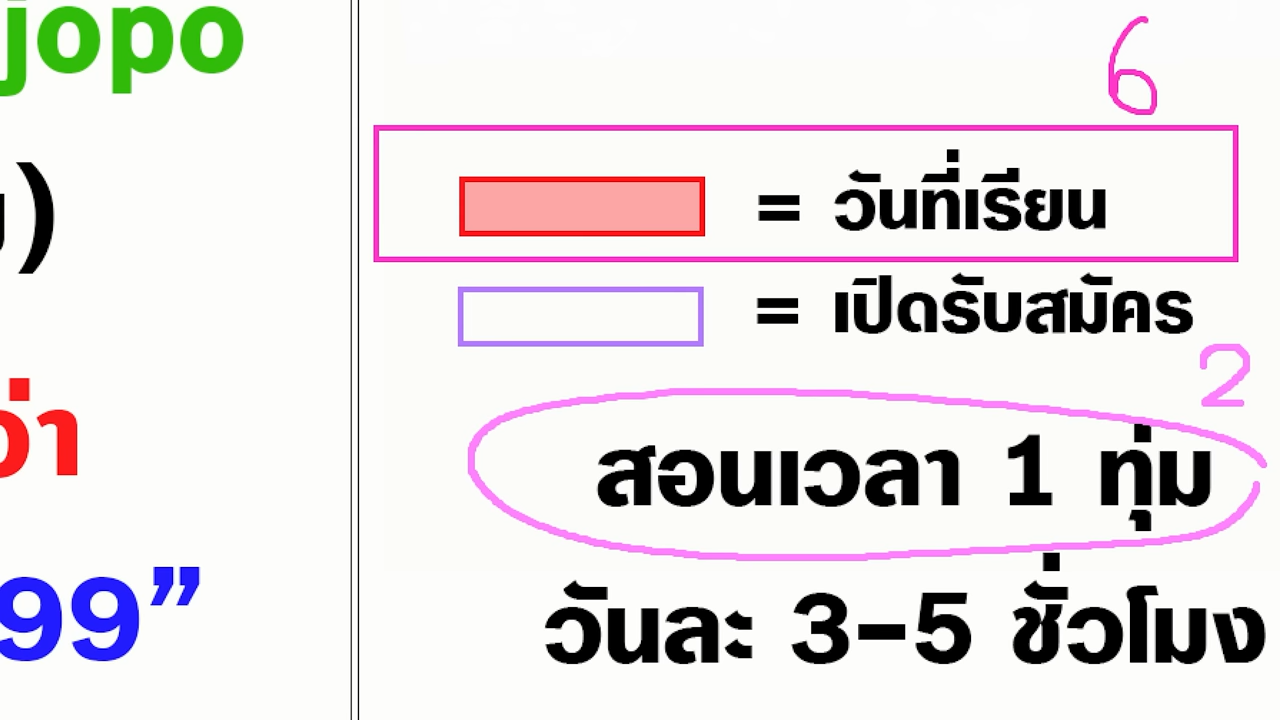 jopo
6
= วันที่เรียน
= เปิดรับสมัคร
2
ว่า
สอนเวลา 1 ทุ่ม
99”
วันละ 3-5 ชั่วโมง